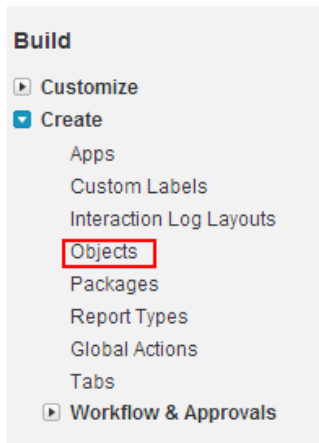 Build
Customize
Create
Apps
Custom Labels
Interaction Log Layouts
Objects
Packages
Report Types
Global Actions
Tabs
Workflow & Approvals